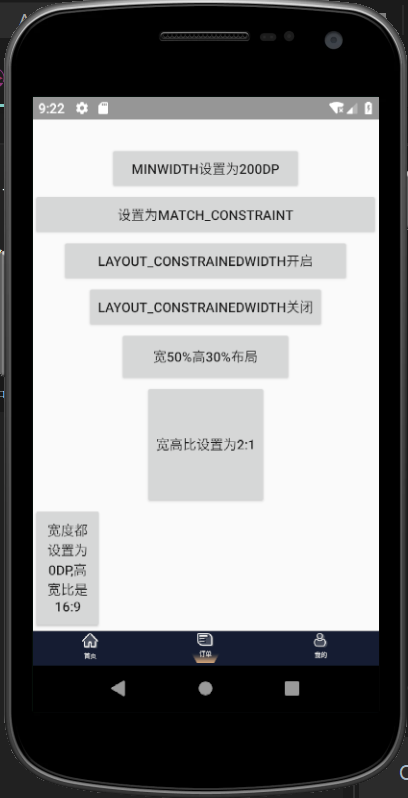 9:22
MINWIDTH设置为200DP
设置为MATCH_CONSTRAINT
LAYOUT_CONSTRAINEDWIDTH开启
LAYOUT_CONSTRAINEDWIDTH关闭
宽50%高30%布局
宽高比设置为2:1
宽度都
设置为
0DP,高
宽比是
16:9
首页
订单
我的